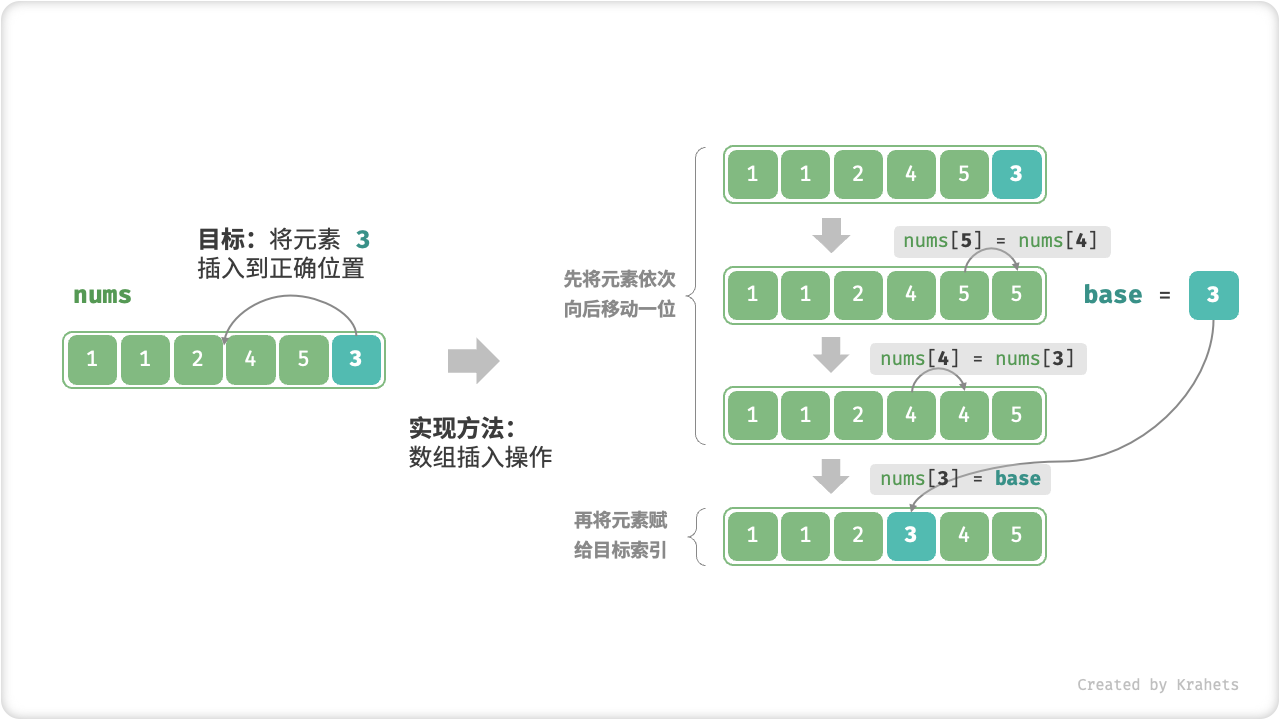 目标：将元素 3
插入到正确位置
nums
1 1 2 4 5 3
实现方法：
数组插入操作
先将元素依次
向后移动一位
1 1 2 4 5 3
nums[5] = nums[4]
1 1 2 4 5 5
base = 3
nums[4] = nums[3]
1 1 2 4 4 5
nums[3] = base
再将元素赋
给目标索引
1 1 2 3 4 5
Created by Krahets